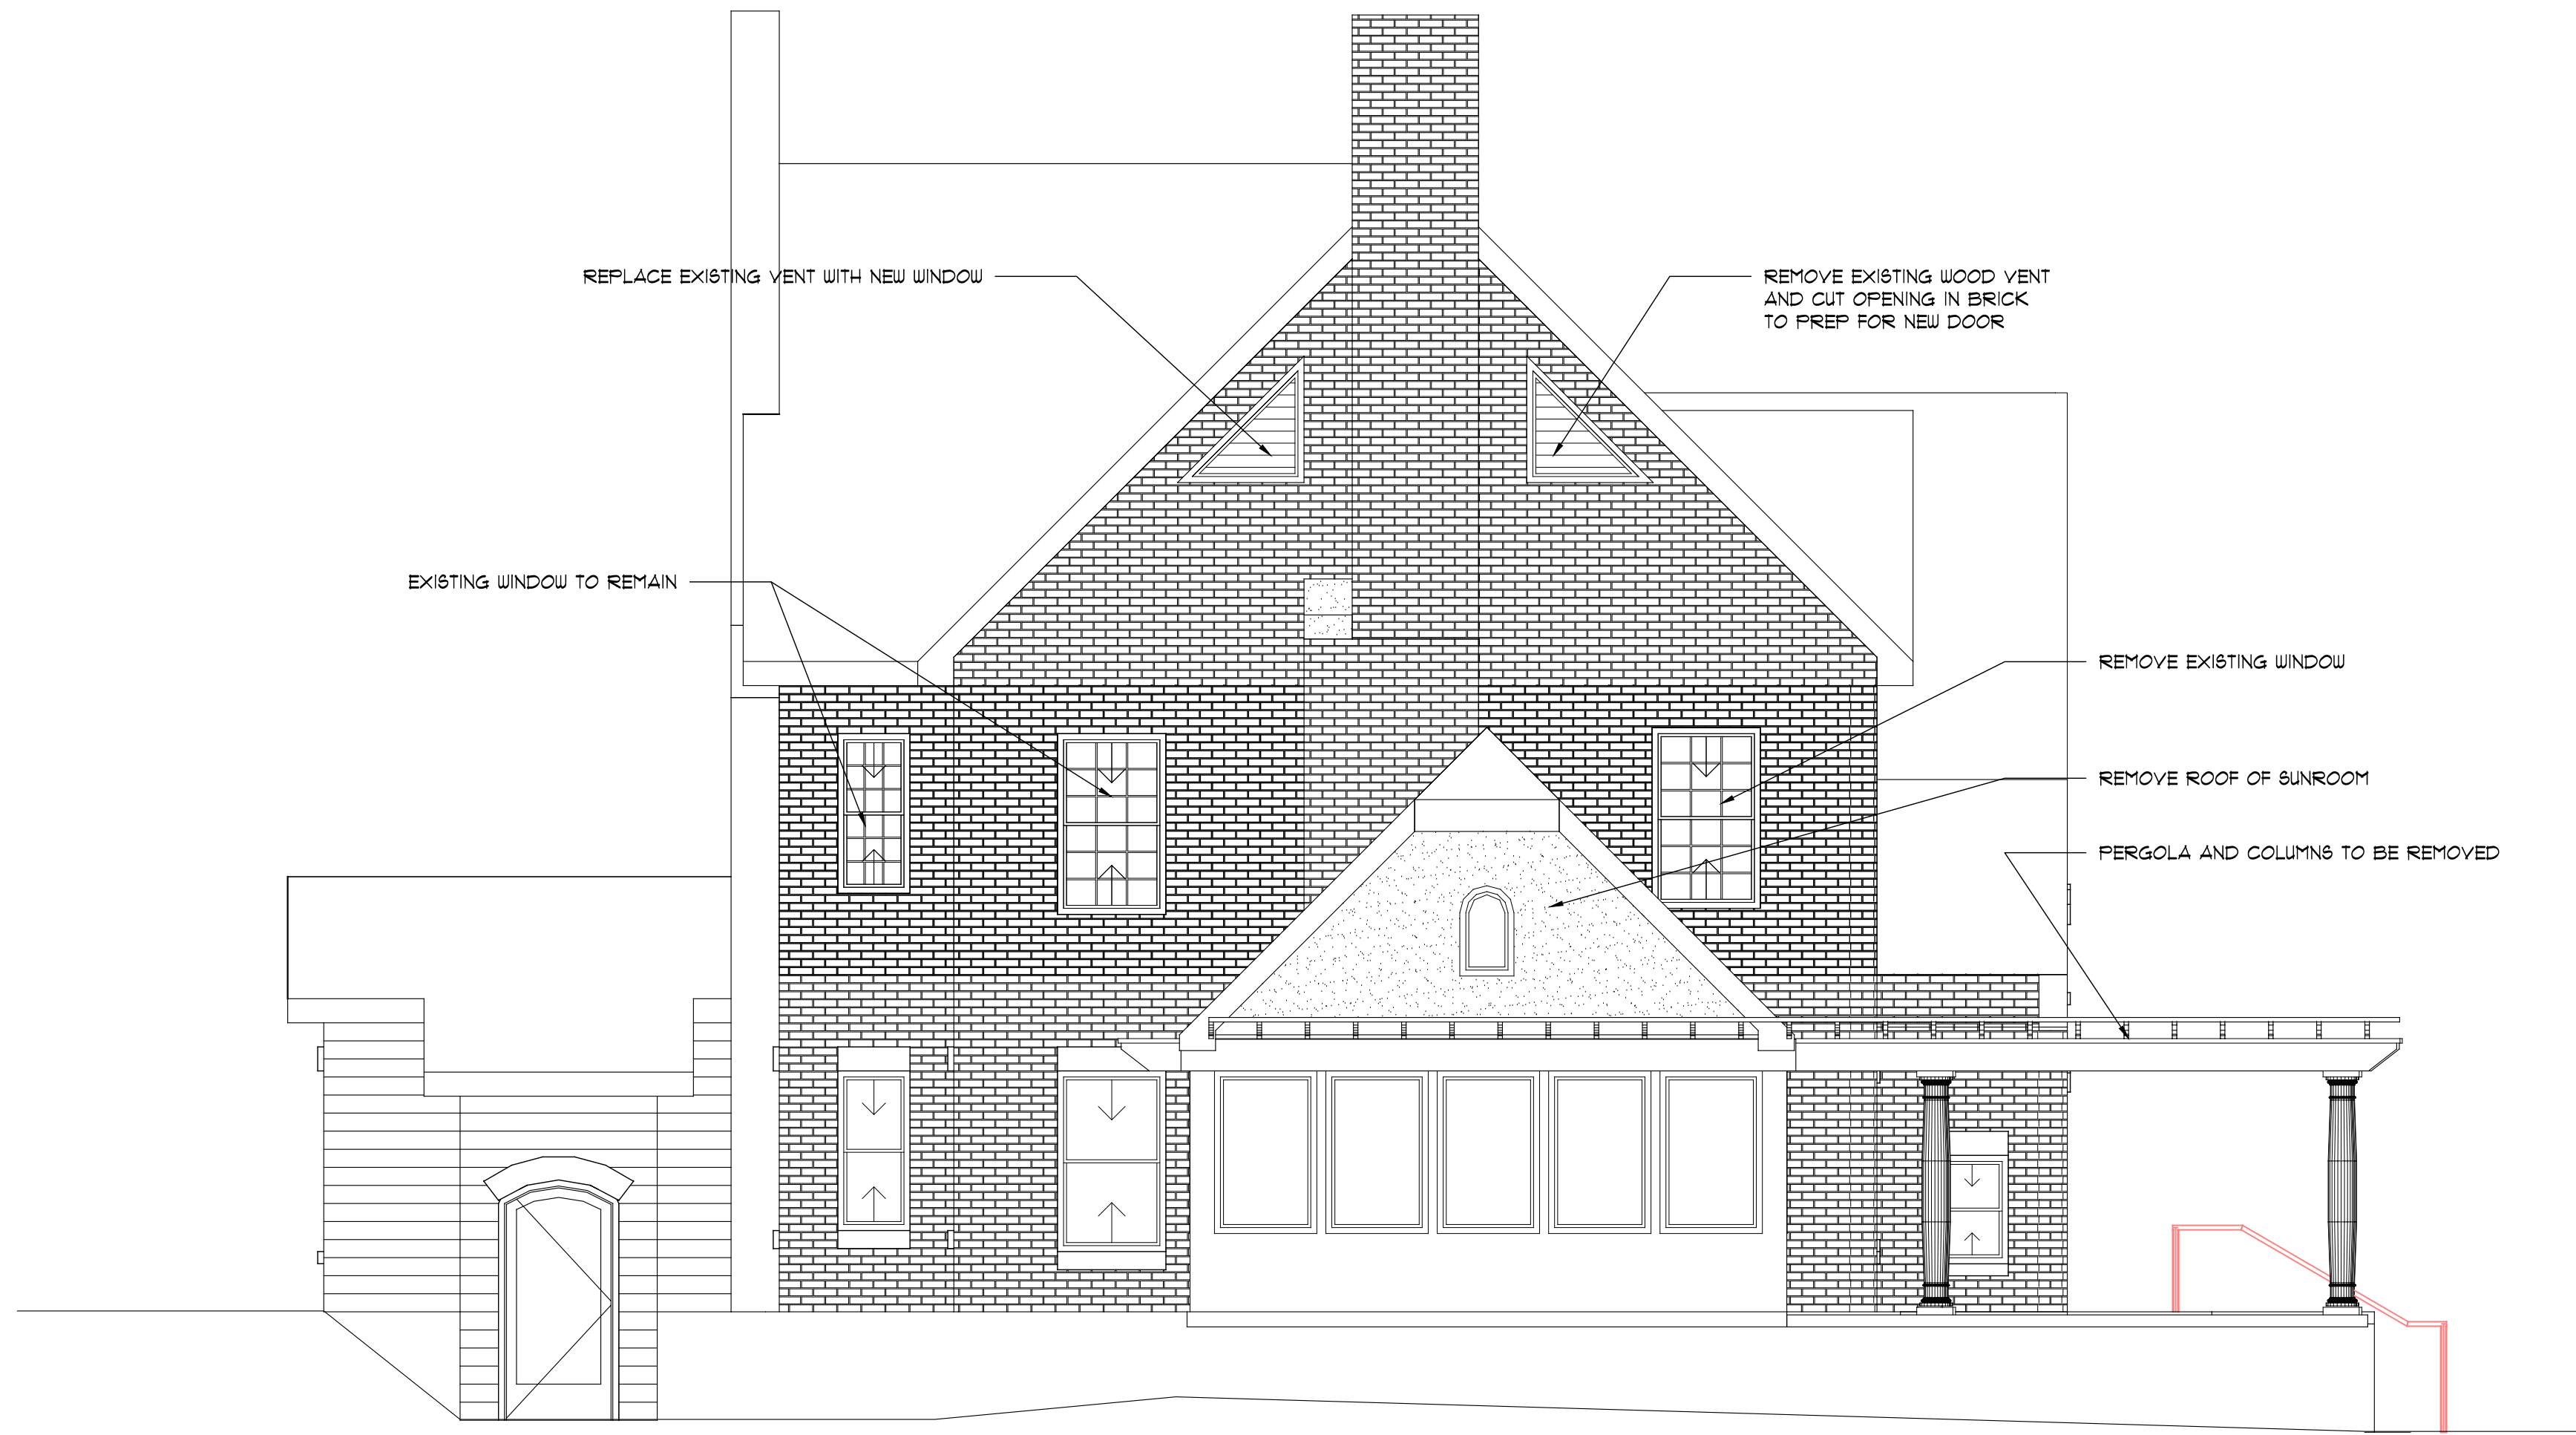 REPLACE EXISTING VENT WITH NEW WINDOW
REMOVE EXISTING WOOD VENT
AND CUT OPENING IN BRICK
TO PREP FOR NEW DOOR
EXISTING WINDOW TO REMAIN
REMOVE EXISTING WINDOW
REMOVE ROOF OF SUNROOM
PERGOLA AND COLUMNS TO BE REMOVED